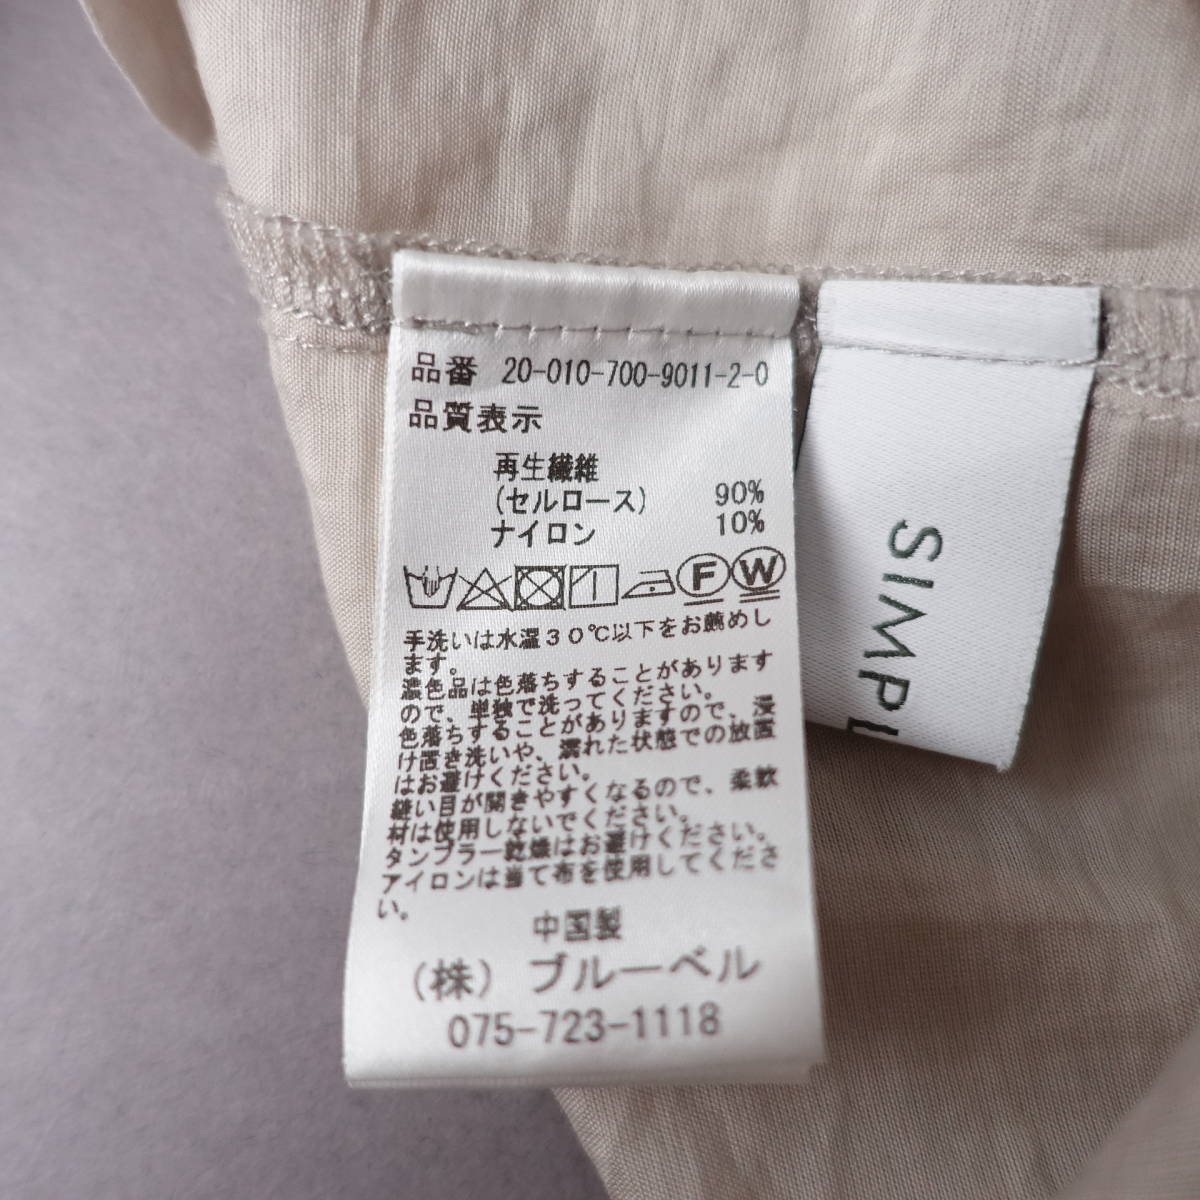 品番 20-010-700-9011-2-0
品質表示
再生繊維
(セルロース) 90%
ナイロン 10%
F W
手洗いは水温30℃以下をお薦めし
ます。
濃色品は色落ちすることがあります
ので、単独で洗ってください。
色落ちすることがありますので、浸
け置き洗いや、濡れた状態での放置
はお避けください。
縫い目が開きやすくなるので、柔軟
材は使用しないでください。
タンブラー乾燥はお避けください。
アイロンは当て布を使用してくださ
い。
中国製
(株) ブルーベル
075-723-1118
SIMPL